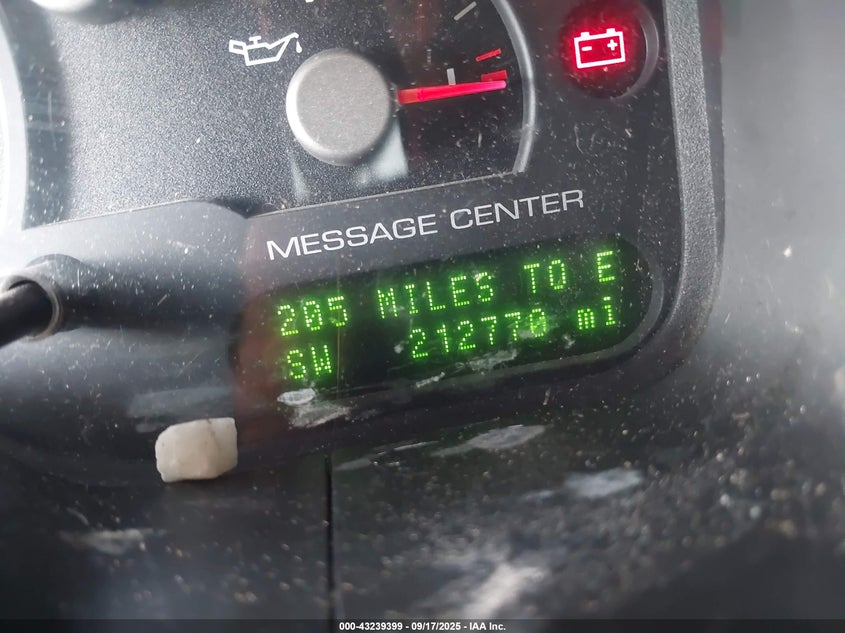 MESSAGE CENTER
205 MILES TO E
SW 212770 mi
000-43239399 - 09/17/2025 - IAA Inc.